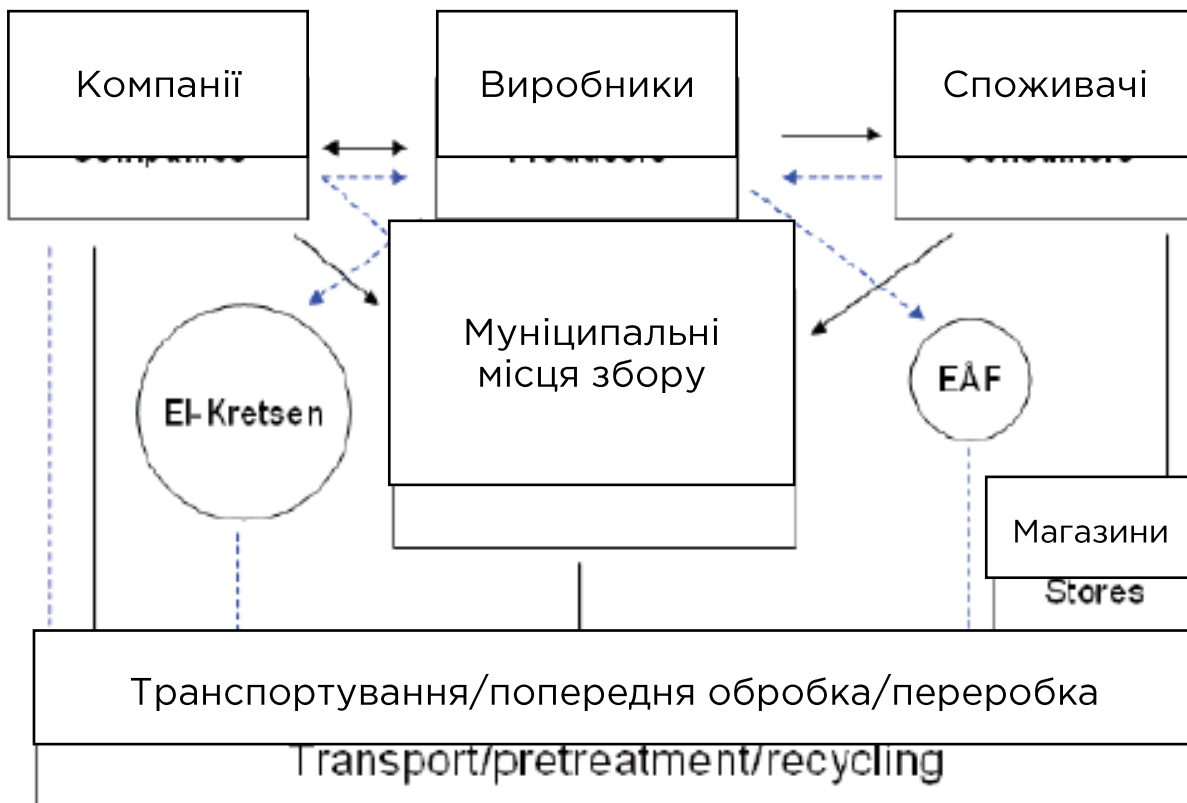 Компанії
Виробники
Споживачі
Муніципальні
місця збору
El-Kretsen
EÅF
Магазини
Stores
Транспортування/попередня обробка/переробка
Transport/pretreatment/recycling